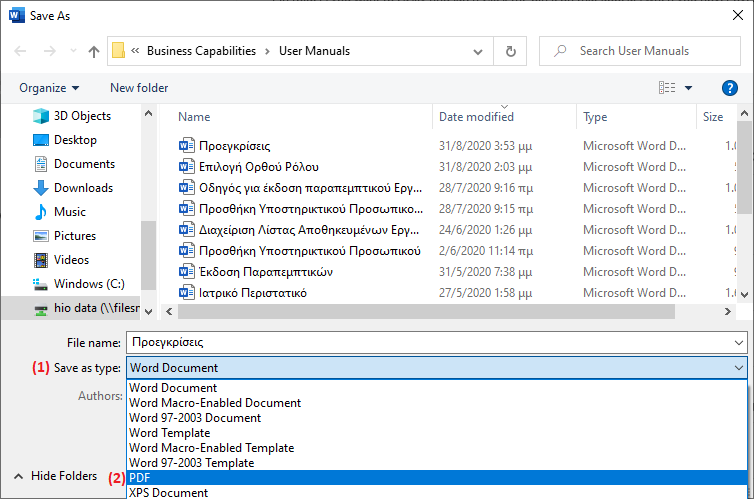 Save As
Business Capabilities
User Manuals
Search User Manuals
Organize
New folder
?
3D Objects
Desktop
Documents
Downloads
Music
Pictures
Videos
Windows (C:)
hio data (\\filesr
Name Date modified Type Size
Προεγκρίσεις 31/8/2020 3:53 μμ Microsoft Word D...
Επιλογή Ορθού Ρόλου 31/8/2020 2:03 μμ Microsoft Word D...
Οδηγός για έκδοση παραπεμπτικού Εργ... 28/7/2020 9:16 πμ Microsoft Word D...
Προσθήκη Υποστηρικτικού Προσωπικο... 28/7/2020 9:15 πμ Microsoft Word D...
Διαχείριση Λίστας Αποθηκευμένων Εργ... 24/6/2020 1:26 μμ Microsoft Word D...
Προσθήκη Υποστηρικτικού Προσωπικού 2/6/2020 11:14 πμ Microsoft Word D...
Έκδοση Παραπεμπτικών 31/5/2020 7:38 μμ Microsoft Word D...
Ιατρικό Περιστατικό 27/5/2020 1:58 μμ Microsoft Word D...
File name: Προεγκρίσεις
(1) Save as type: Word Document
Authors:
Word Document
Word Macro-Enabled Document
Word 97-2003 Document
Word Template
Word Macro-Enabled Template
Word 97-2003 Template
Hide Folders
(2) PDF
XPS Document